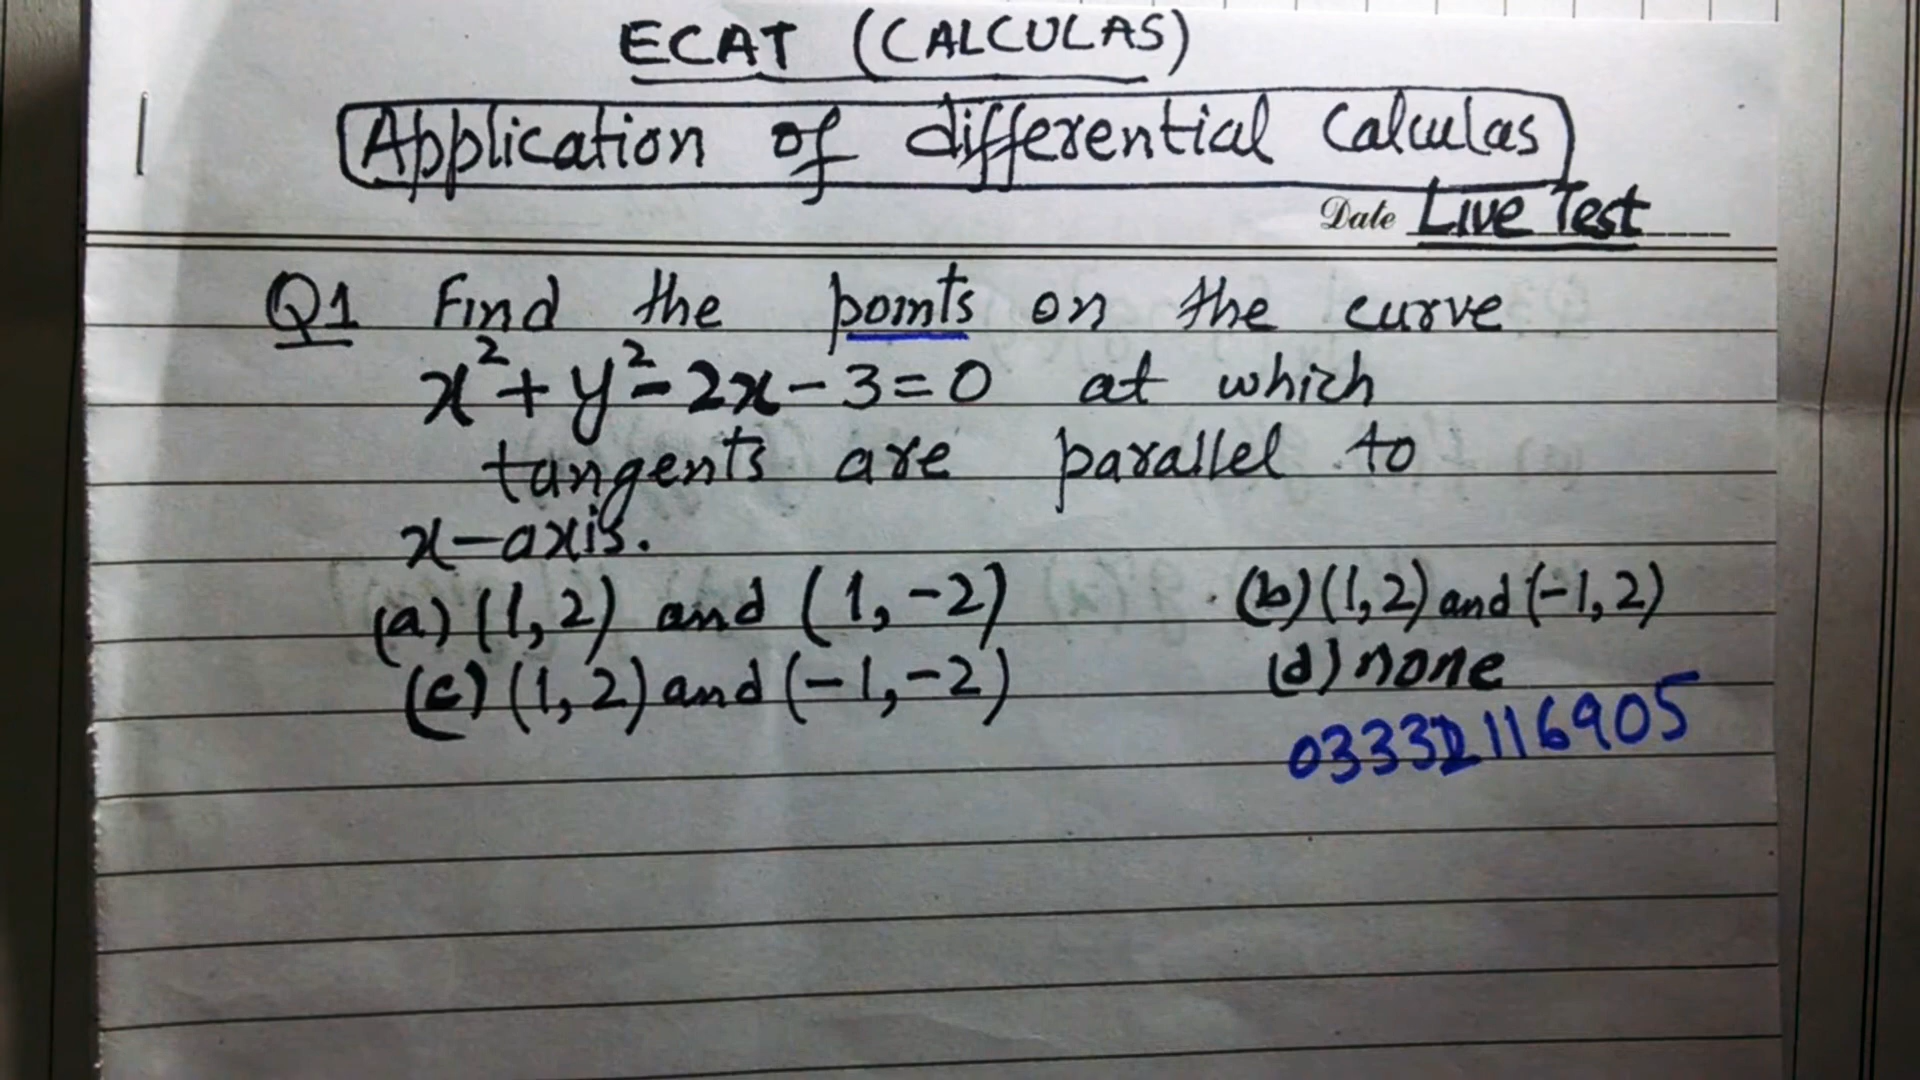 ECAT (CALCULAS)
Application of differential Calculas
Date Live Test
Q1 Find the points on the curve
x²+y²-2x-3=0 at which
tangents are parallel to
x-axis.
(a) (1,2) and (1,-2) (b) (1,2) and (-1,2)
(c) (1,2) and (-1,-2) (d) none
03332116905